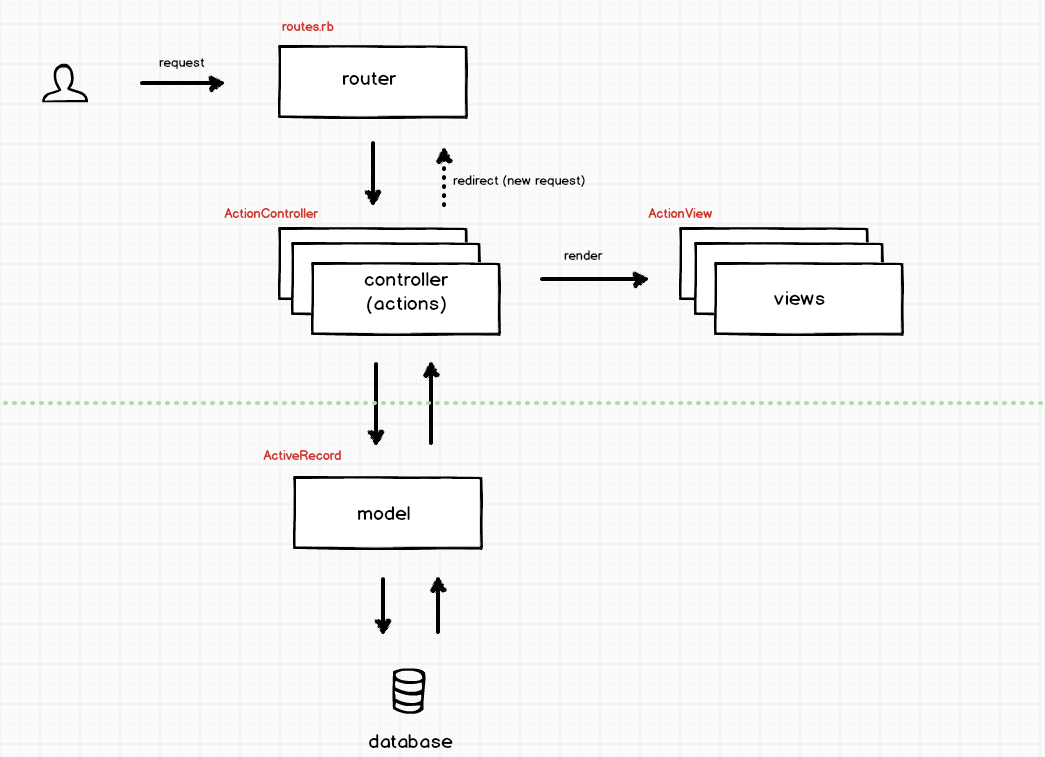 routes.rb
request
router
redirect (new request)
ActionController
ActionView
render
controller
(actions)
views
ActiveRecord
model
database